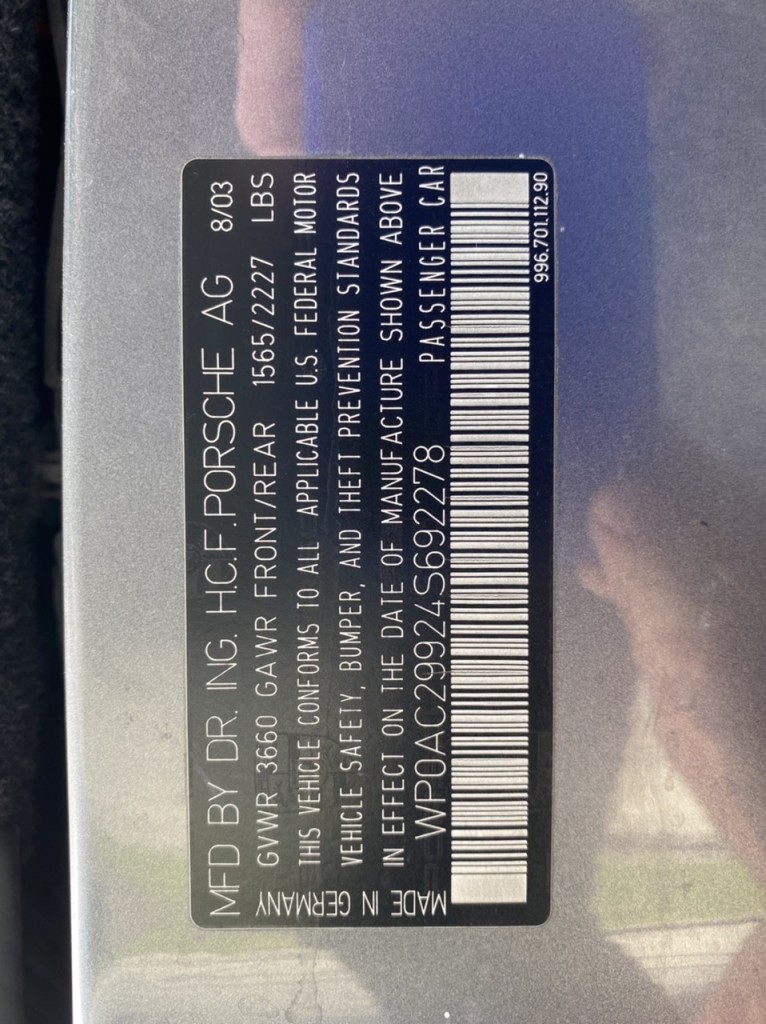 MFD BY DR. ING. H.C.F.PORSCHE AG 8/03
GVWR 3660 GAWR FRONT/REAR 1565/2227 LBS
THIS VEHICLE CONFORMS TO ALL APPLICABLE U.S. FEDERAL MOTOR
VEHICLE SAFETY, BUMPER, AND THEFT PREVENTION STANDARDS
IN EFFECT ON THE DATE OF MANUFACTURE SHOWN ABOVE
WP0AC29924S692278 PASSENGER CAR
996.701.112.90
MADE IN GERMANY